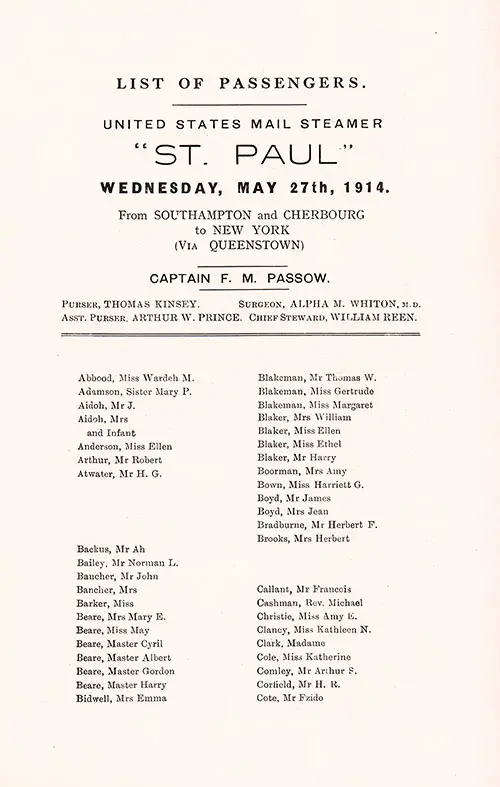 LIST OF PASSENGERS.
UNITED STATES MAIL STEAMER
"ST. PAUL"
WEDNESDAY, MAY 27th, 1914.
From SOUTHAMPTON and CHERBOURG
to NEW YORK
(VIA QUEENSTOWN)
CAPTAIN F. M. PASSOW.
PURSER, THOMAS KINSEY. SURGEON, ALPHA M. WHITON, M.D.
ASST. PURSER, ARTHUR W. PRINCE. CHIEF STEWARD, WILLIAM REEN.
Abbood, Miss Wardeh M.
Adamson, Sister Mary P.
Aidoh, Mr J.
Aidoh, Mrs
and Infant
Anderson, Miss Ellen
Arthur, Mr Robert
Atwater, Mr H. G.
Backus, Mr Ah
Bailey, Mr Norman L.
Baucher, Mr John
Bancher, Mrs
Barker, Miss
Beare, Mrs Mary E.
Beare, Miss May
Beare, Master Cyril
Beare, Master Albert
Beare, Master Gordon
Beare, Master Harry
Bidwell, Mrs Emma
Blakeman, Mr Thomas W.
Blakeman, Miss Gertrude
Blakeman, Miss Margaret
Blaker, Mrs William
Blaker, Miss Ellen
Blaker, Miss Ethel
Blaker, Mr Harry
Boorman, Mrs Amy
Bown, Miss Harriett G.
Boyd, Mr James
Boyd, Mrs Jean
Bradburne, Mr Herbert F.
Brooks, Mrs Herbert
Callant, Mr Francois
Cashman, Rev. Michael
Christie, Miss Amy E.
Clancy, Miss Kathleen N.
Clark, Madame
Cole, Miss Katherine
Comley, Mr Arthur S.
Corfield, Mr H. R.
Cote, Mr Ezido